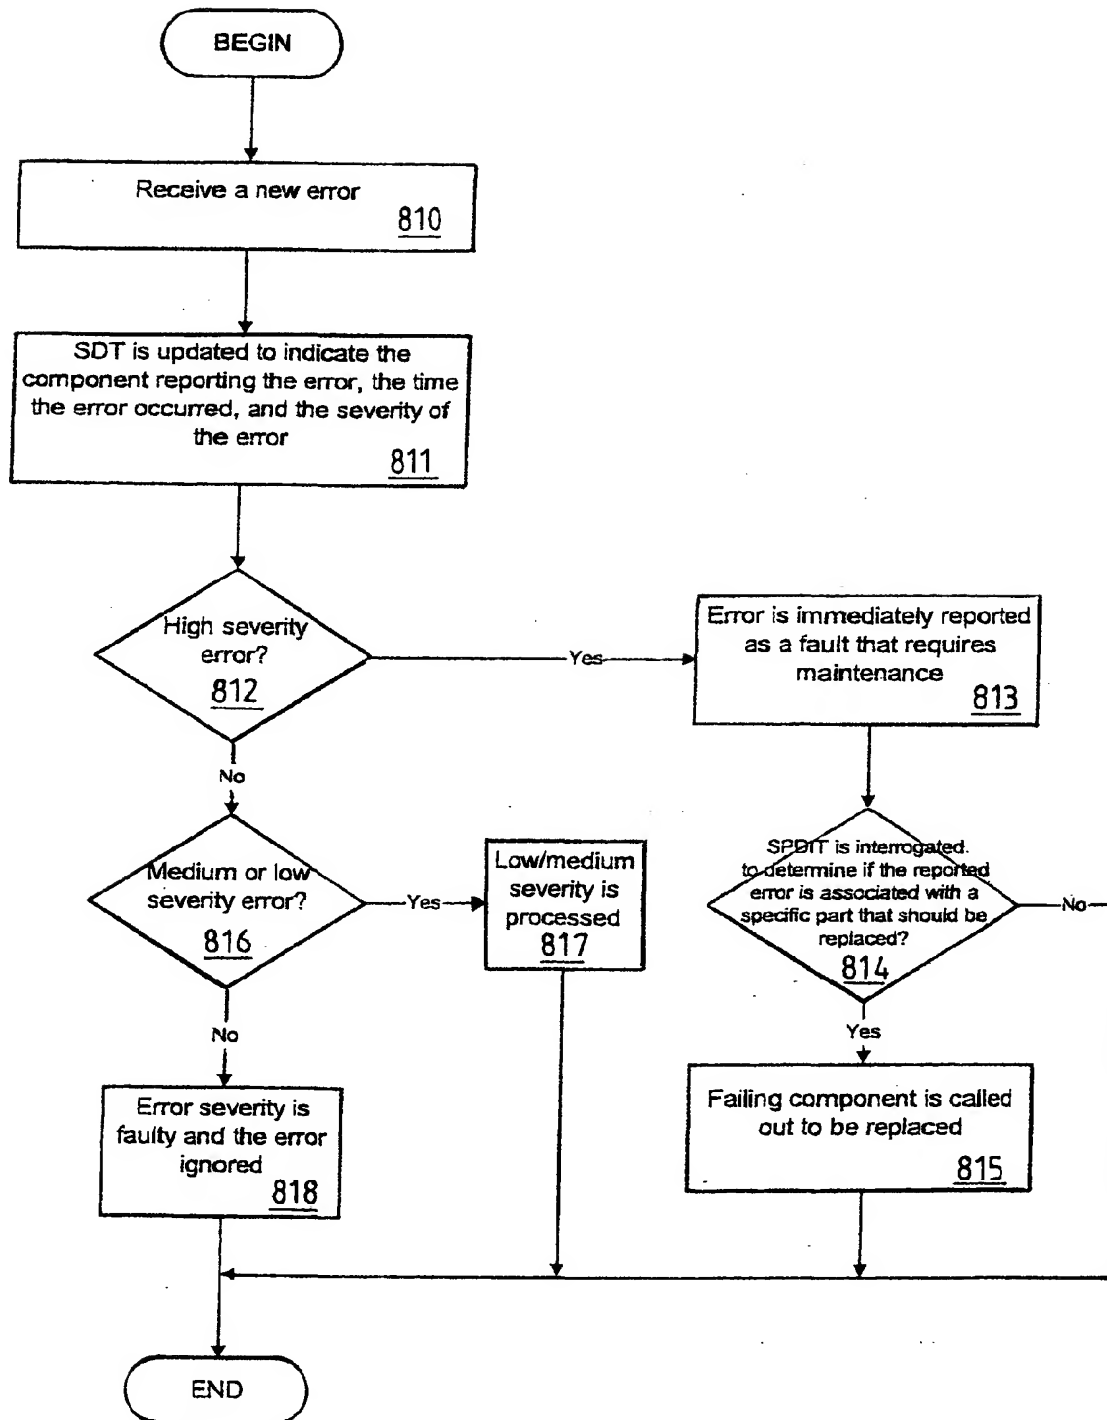 BEGIN
Receive a new error
810
SDT is updated to indicate the
component reporting the error, the time
the error occurred, and the severity of
the error
811
High severity
error?
812
Yes
Error is immediately reported
as a fault that requires
maintenance
813
No
Medium or low
severity error?
816
Yes
Low/medium
severity is
processed
817
SPDIT is interrogated.
to determine if the reported
error is associated with a
specific part that should be
replaced?
814
No
No
Yes
Error severity is
faulty and the error
ignored
818
Failing component is called
out to be replaced
815
END